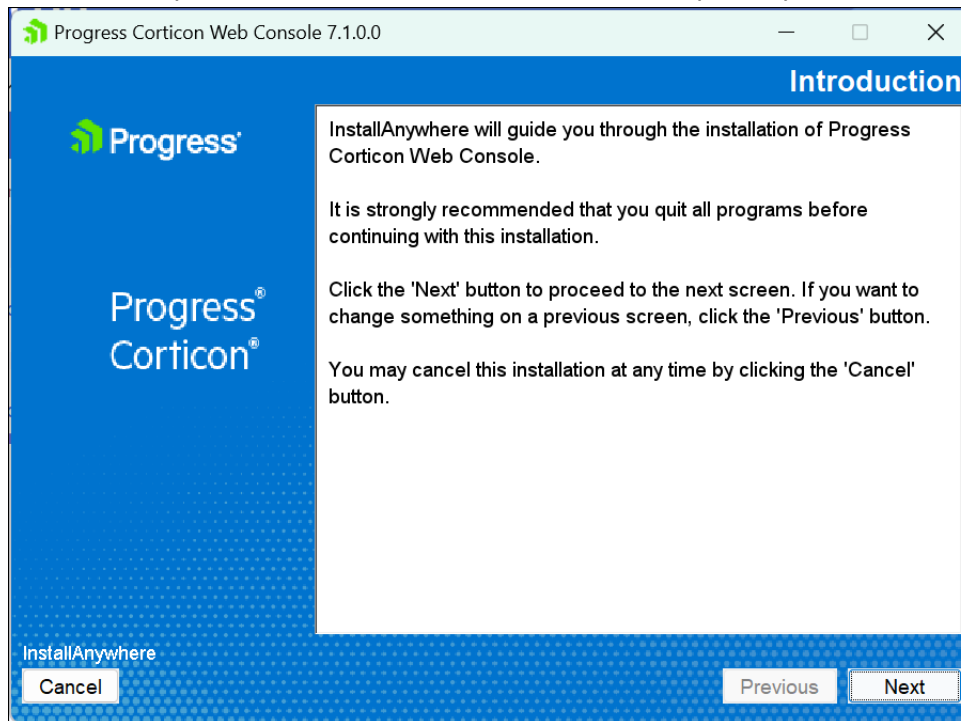 Progress Corticon Web Console 7.1.0.0
Introduction
Progress
Progress®
Corticon®
InstallAnywhere will guide you through the installation of Progress
Corticon Web Console.
It is strongly recommended that you quit all programs before
continuing with this installation.
Click the 'Next' button to proceed to the next screen. If you want to
change something on a previous screen, click the 'Previous' button.
You may cancel this installation at any time by clicking the 'Cancel'
button.
InstallAnywhere
Cancel
Previous
Next